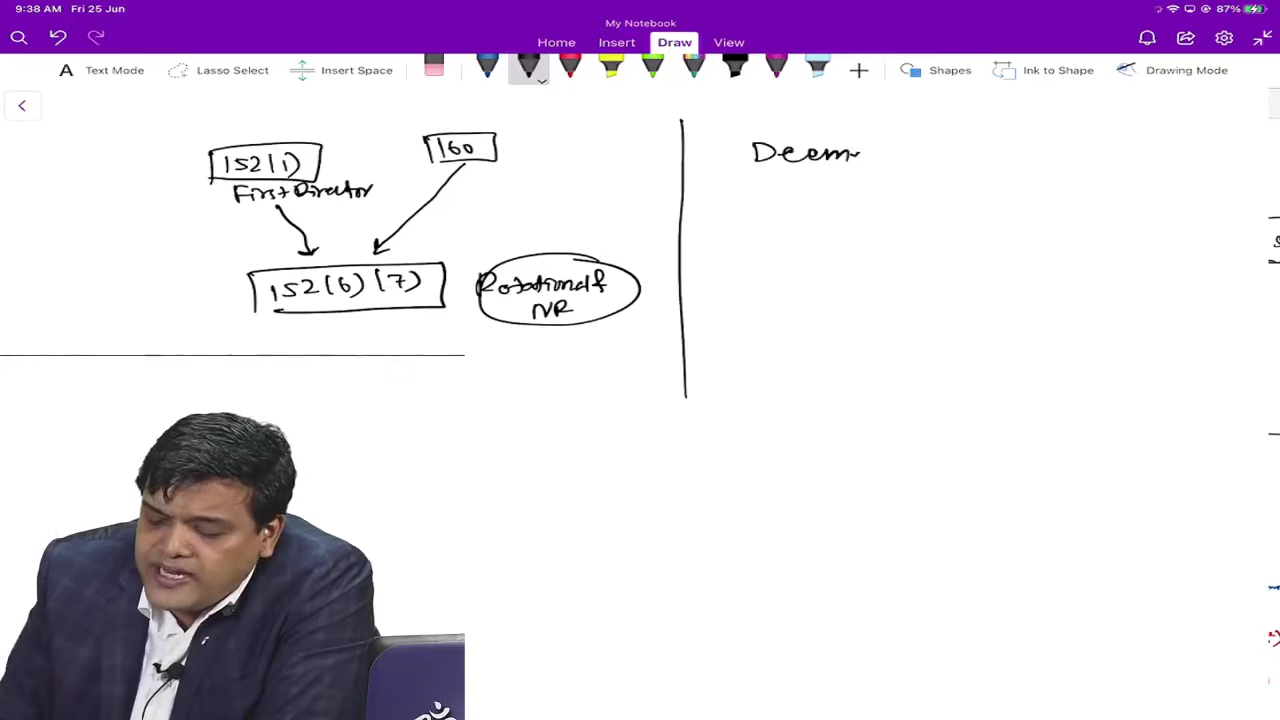 9:38 AM Fri 25 Jun
87%
My Notebook
Home Insert Draw View
Text Mode Lasso Select Insert Space Shapes Ink to Shape Drawing Mode
152(1)
First Director
160
152(6)(7)
Rotational &
NR
Deem